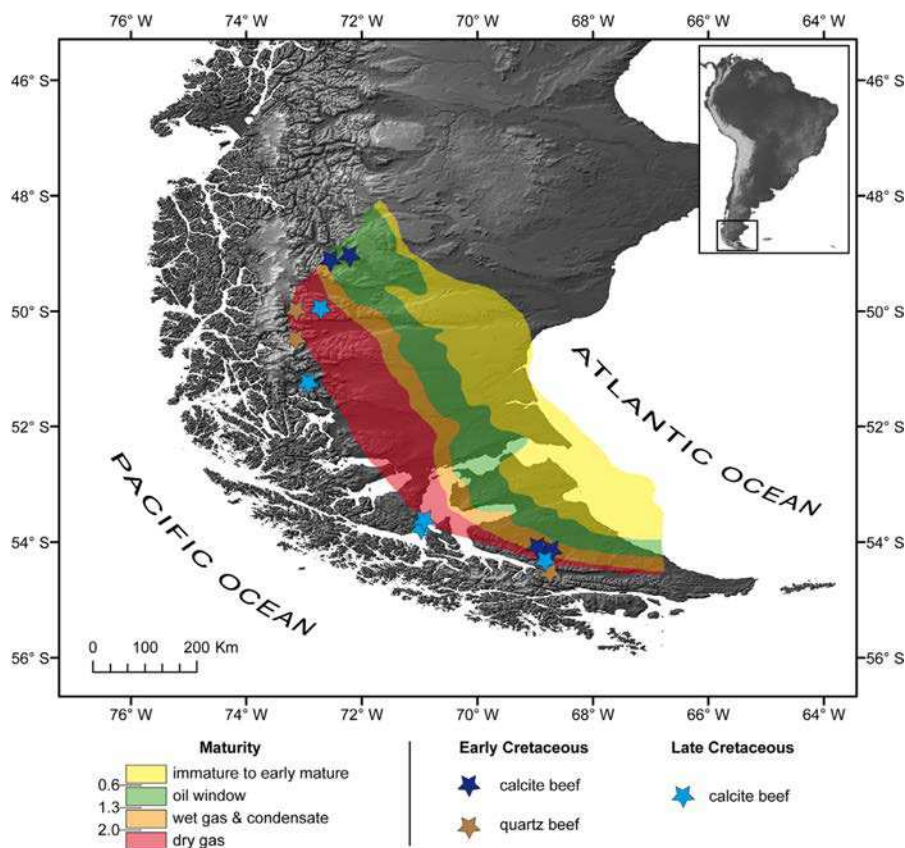 76° W 74° W 72° W 70° W 68° W 66° W 64° W
46° S 46° S
48° S 48° S
50° S 50° S
52° S 52° S
54° S 54° S
56° S 56° S
ATLANTIC OCEAN
PACIFIC OCEAN
0 100 200 Km
76° W 74° W 72° W 70° W 68° W 66° W 64° W
Maturity
immature to early mature
0.6
oil window
1.3
wet gas & condensate
2.0
dry gas
Early Cretaceous
calcite beef
quartz beef
Late Cretaceous
calcite beef